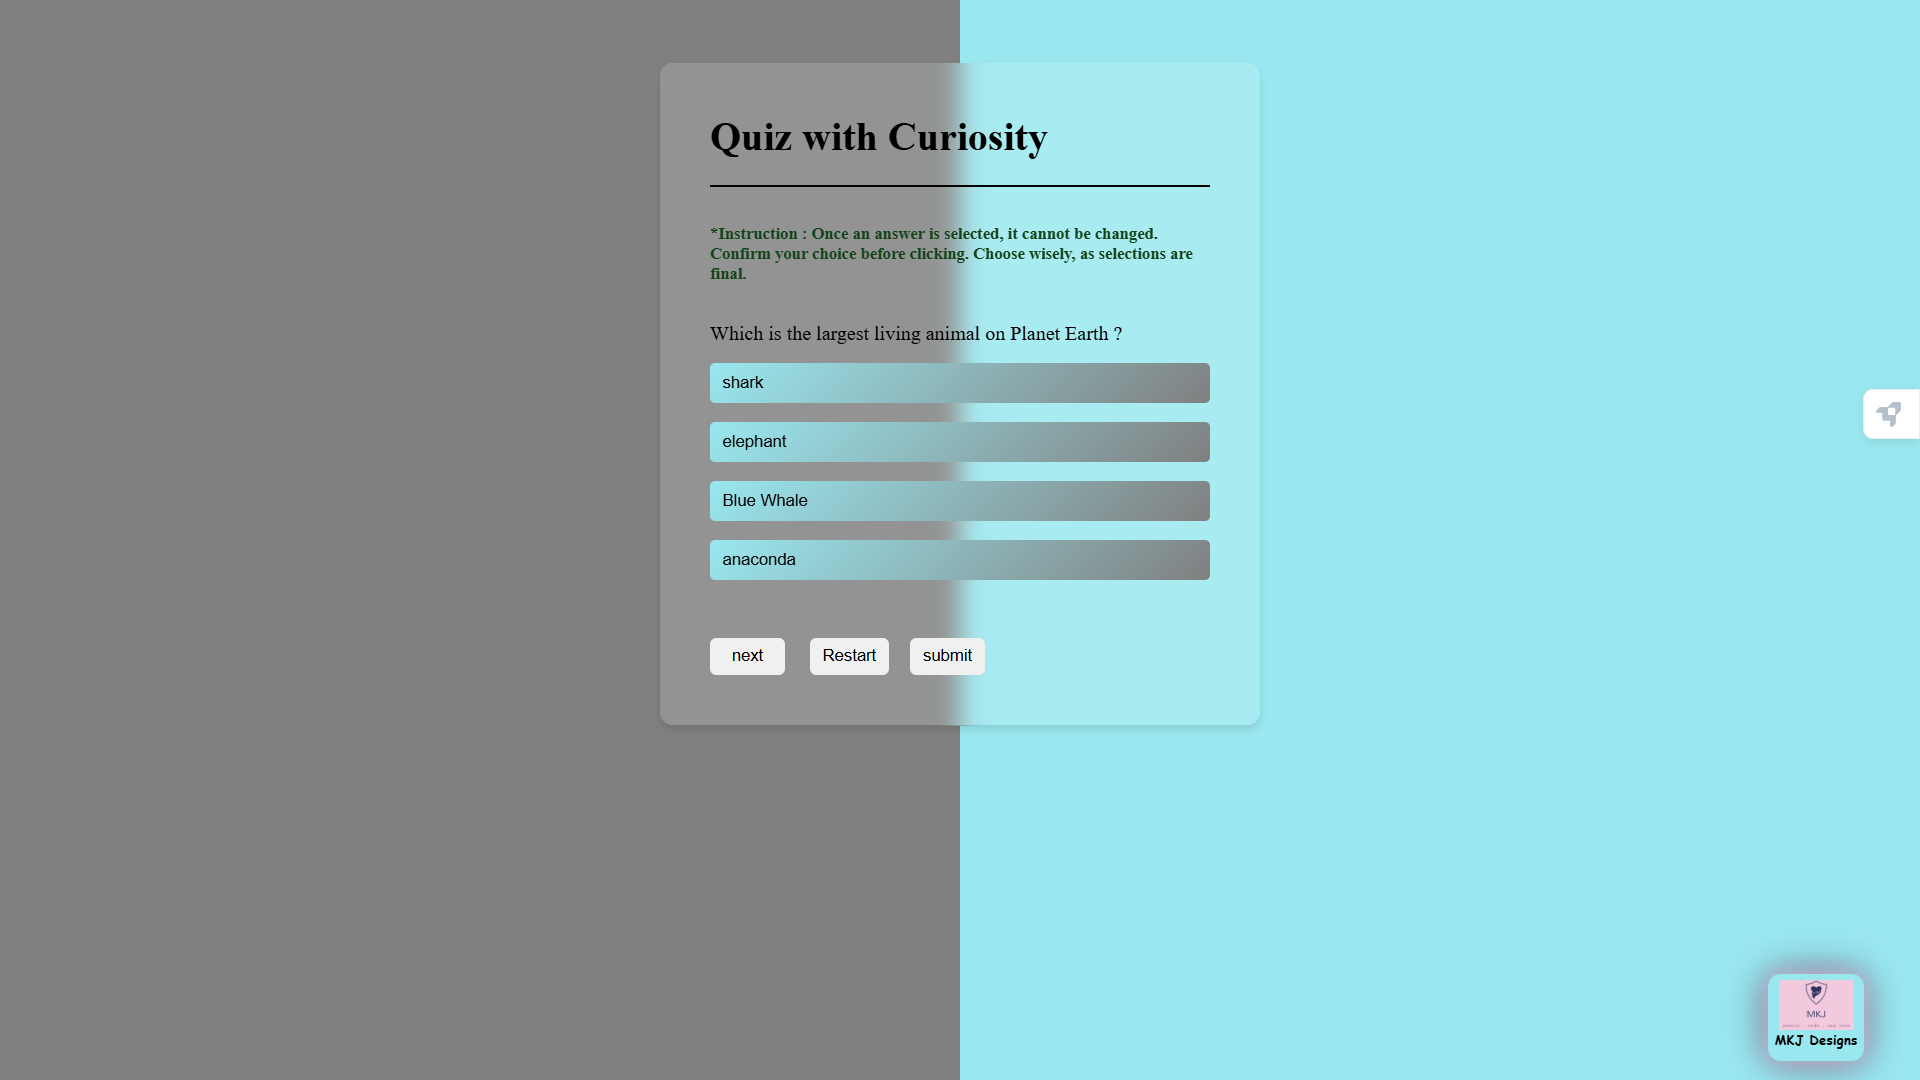 Quiz with Curiosity
*Instruction : Once an answer is selected, it cannot be changed.
Confirm your choice before clicking. Choose wisely, as selections are
final.
Which is the largest living animal on Planet Earth ?
shark
elephant
Blue Whale
anaconda
next Restart submit
MKJ
MKJ Designs